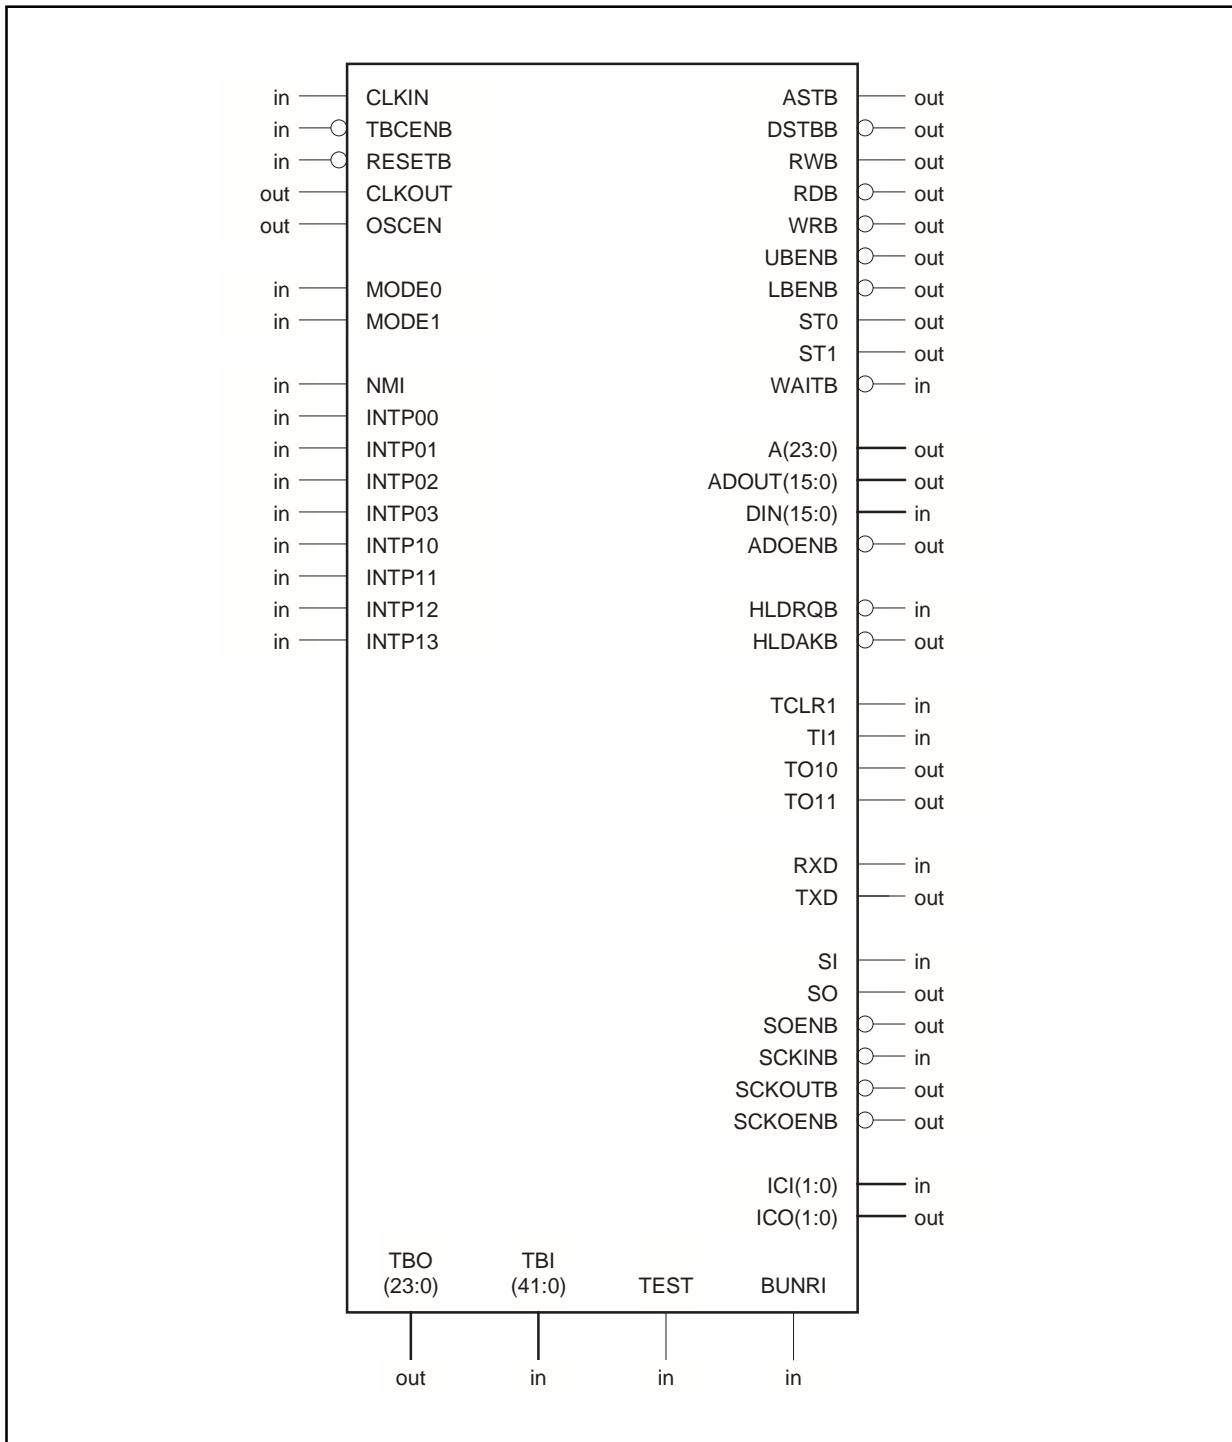 in CLKIN
in TBCENB
in RESETB
out CLKOUT
out OSCEN
in MODE0
in MODE1
in NMI
in INTP00
in INTP01
in INTP02
in INTP03
in INTP10
in INTP11
in INTP12
in INTP13
ASTB out
DSTBB out
RWB out
RDB out
WRB out
UBENB out
LBENB out
ST0 out
ST1 out
WAITB in
A(23:0) out
ADOUT(15:0) out
DIN(15:0) in
ADOENB out
HLDRQB in
HLDAKB out
TCLR1 in
TI1 in
TO10 out
TO11 out
RXD in
TXD out
SI in
SO out
SOENB out
SCKINB in
SCKOUTB out
SCKOENB out
ICI(1:0) in
ICO(1:0) out
TBO
(23:0)
out
TBI
(41:0)
in
TEST
in
BUNRI
in